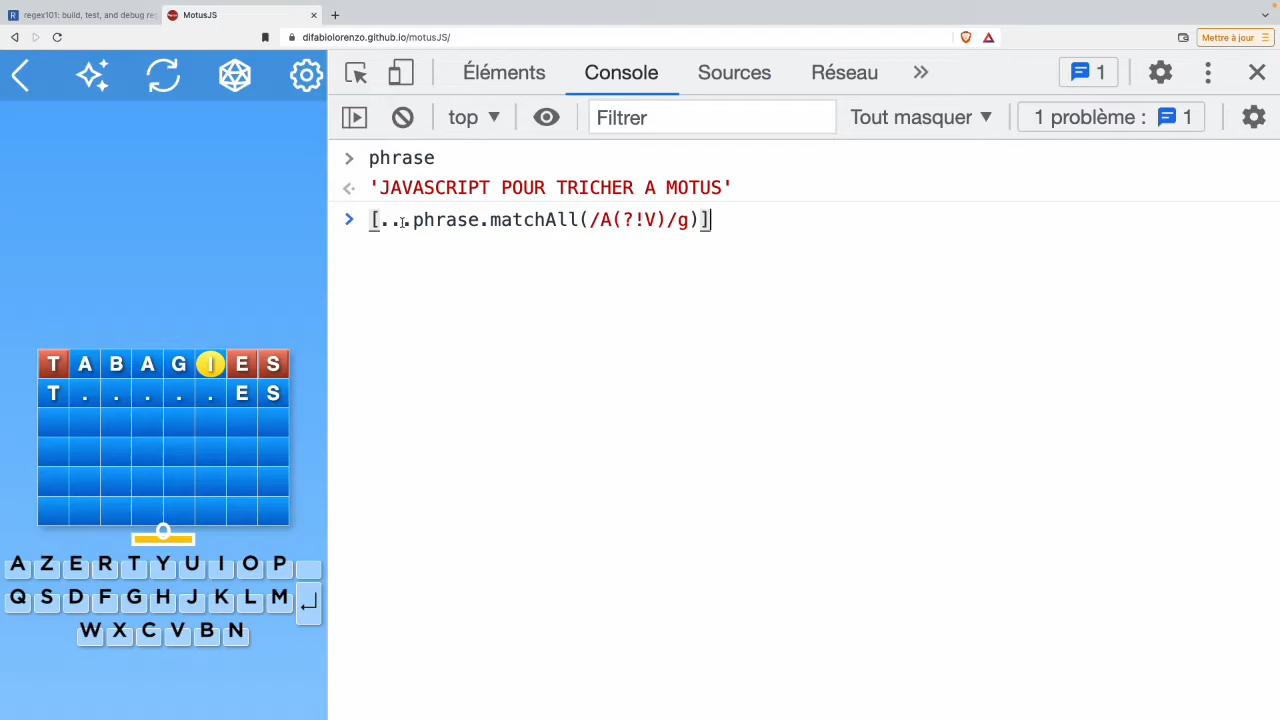 regex101: build, test, and debug reg
MotusJS
difabiolorenzo.github.io/motusJS/
Mettre à jour
Éléments
Console
Sources
Réseau
1
top
Filtrer
Tout masquer
1 problème :
1
> phrase
'JAVASCRIPT POUR TRICHER A MOTUS'
> [...phrase.matchAll(/A(?!V)/g)]
T A B A G I E S
T . . . . . E S
A Z E R T Y U I O P
Q S D F G H J K L M
W X C V B N